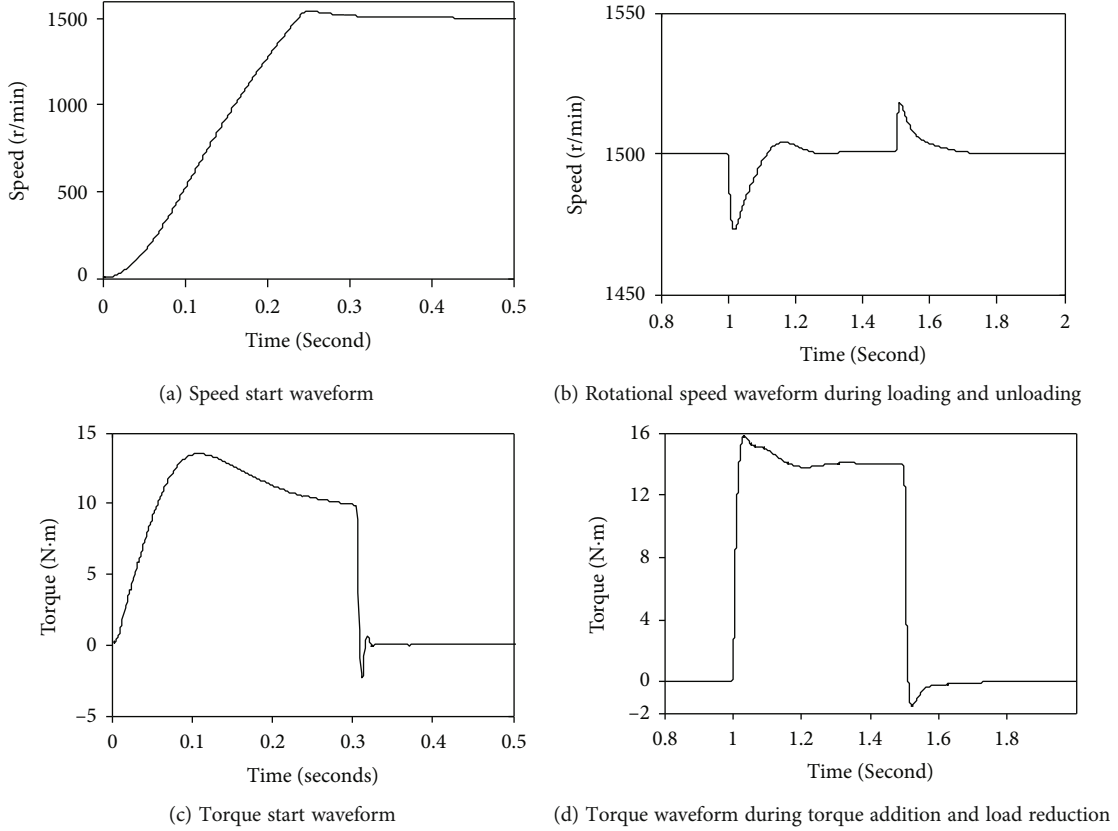 1500
1000
500
0
Speed (r/min)
0 0.1 0.2 0.3 0.4 0.5
Time (Second)
(a) Speed start waveform
1550
1500
1450
Speed (r/min)
0.8 1 1.2 1.4 1.6 1.8 2
Time (Second)
(b) Rotational speed waveform during loading and unloading
15
10
5
0
−5
Torque (N·m)
0 0.1 0.2 0.3 0.4 0.5
Time (seconds)
(c) Torque start waveform
16
12
8
4
0
−2
Torque (N·m)
0.8 1 1.2 1.4 1.6 1.8
Time (Second)
(d) Torque waveform during torque addition and load reduction